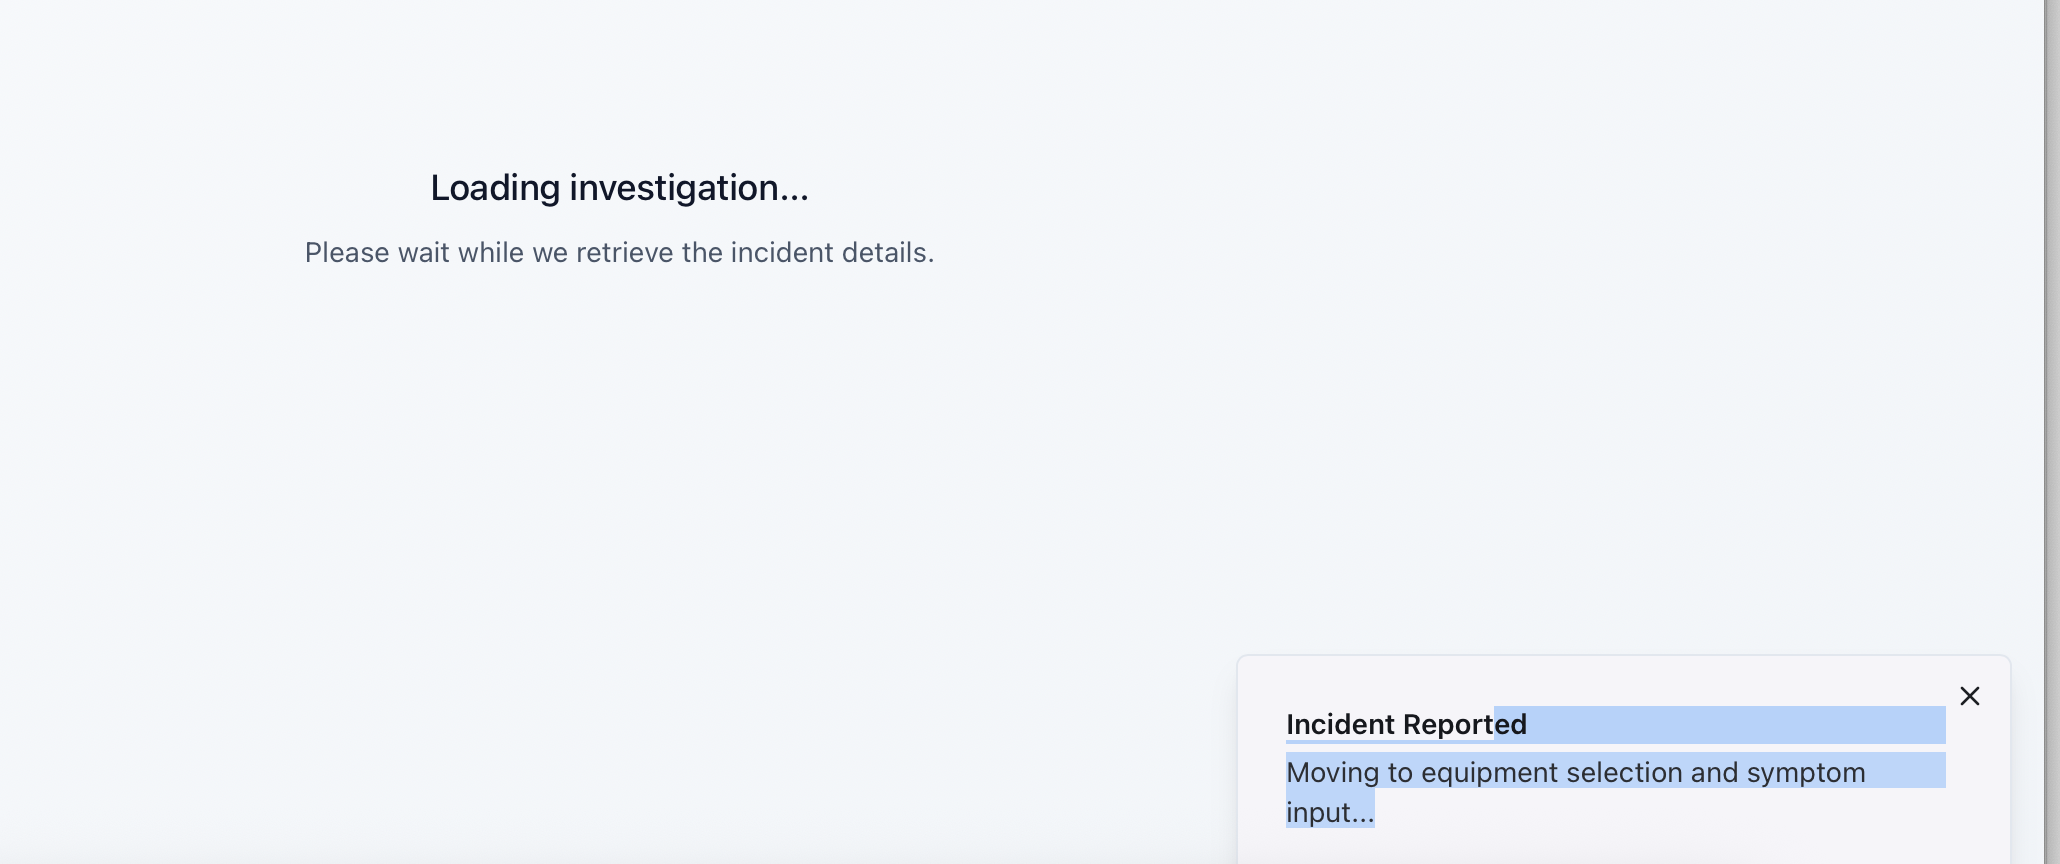 Loading investigation...
Please wait while we retrieve the incident details.
Incident Reported
Moving to equipment selection and symptom
input...